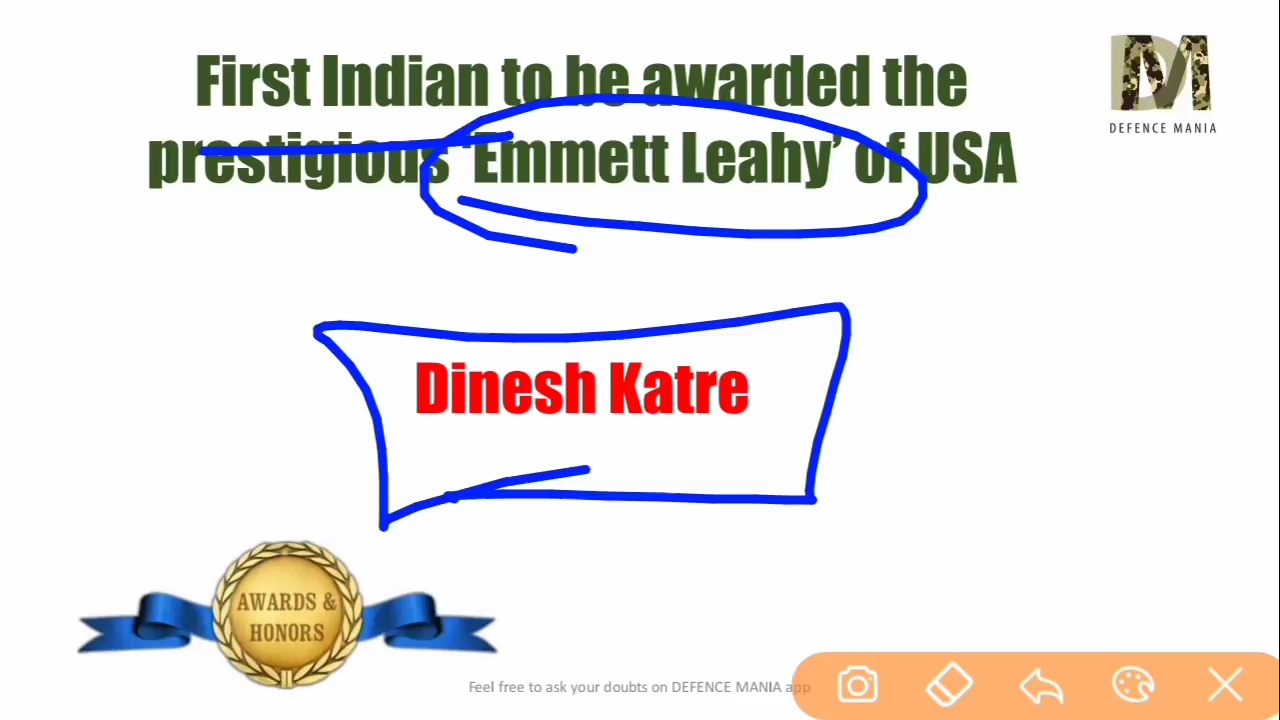 First Indian to be awarded the
prestigious ‘Emmett Leahy’ of USA
DM
DEFENCE MANIA
Dinesh Katre
AWARDS &
HONORS
Feel free to ask your doubts on DEFENCE MANIA app